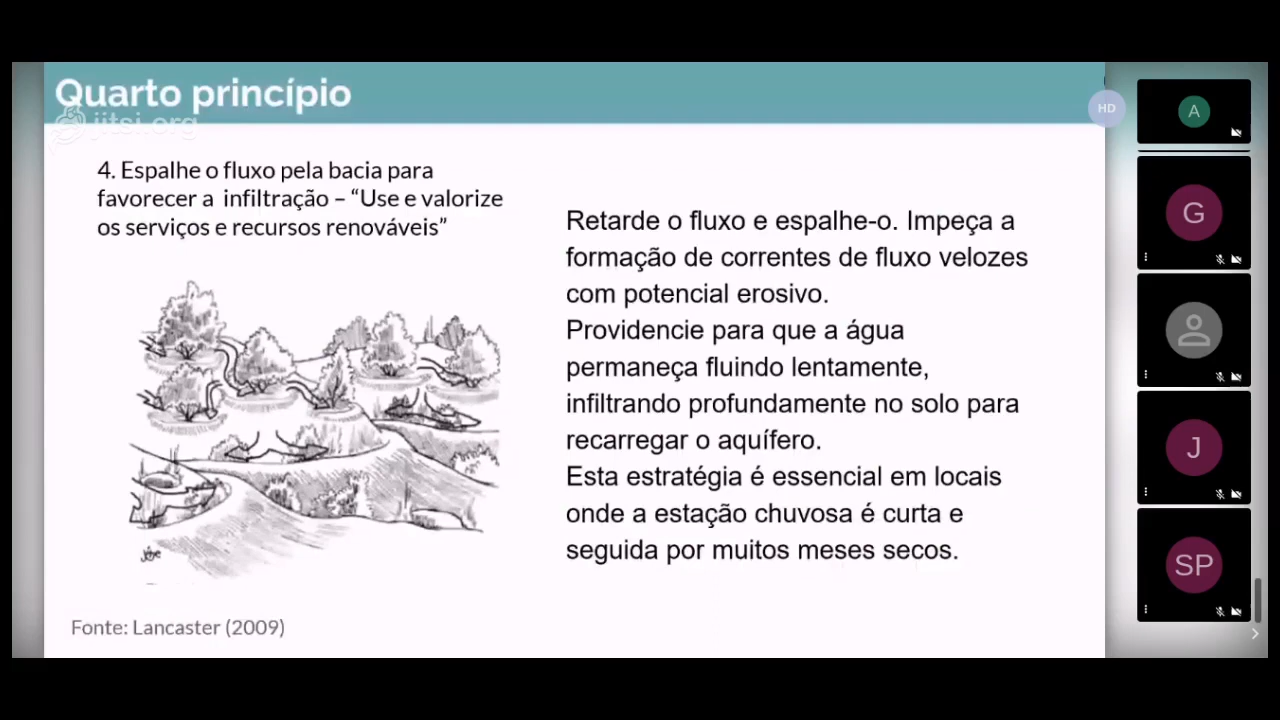 Quarto princípio
jitsi.org
4. Espalhe o fluxo pela bacia para
favorecer a infiltração – “Use e valorize
os serviços e recursos renováveis”
Retarde o fluxo e espalhe-o. Impeça a
formação de correntes de fluxo velozes
com potencial erosivo.
Providencie para que a água
permaneça fluindo lentamente,
infiltrando profundamente no solo para
recarregar o aquífero.
Esta estratégia é essencial em locais
onde a estação chuvosa é curta e
seguida por muitos meses secos.
Fonte: Lancaster (2009)
HD
A
G
J
SP